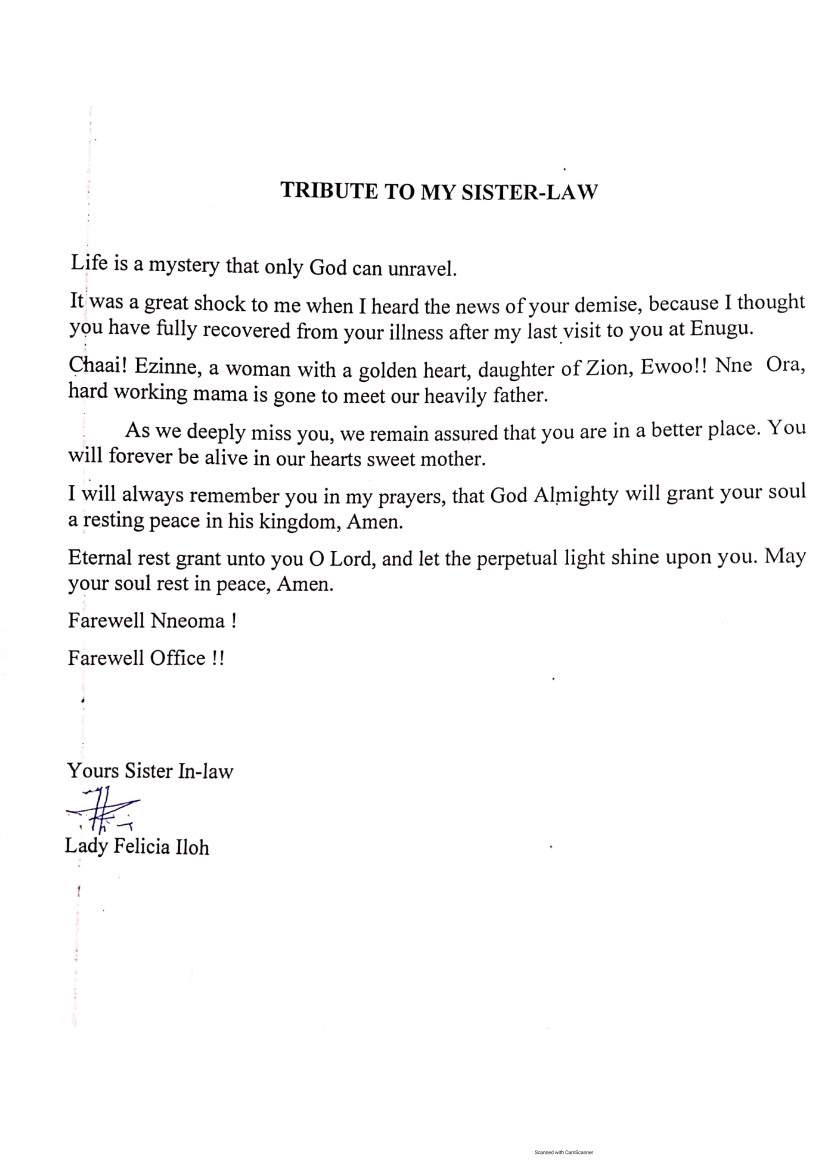 TRIBUTE TO MY SISTER-LAW
Life is a mystery that only God can unravel.
It was a great shock to me when I heard the news of your demise, because I thought
you have fully recovered from your illness after my last visit to you at Enugu.
Chaai! Ezinne, a woman with a golden heart, daughter of Zion, Ewoo!! Nne Ora,
hard working mama is gone to meet our heavily father.
As we deeply miss you, we remain assured that you are in a better place. You
will forever be alive in our hearts sweet mother.
I will always remember you in my prayers, that God Almighty will grant your soul
a resting peace in his kingdom, Amen.
Eternal rest grant unto you O Lord, and let the perpetual light shine upon you. May
your soul rest in peace, Amen.
Farewell Nneoma !
Farewell Office !!
Yours Sister In-law
Lady Felicia Iloh
Scanned with CamScanner